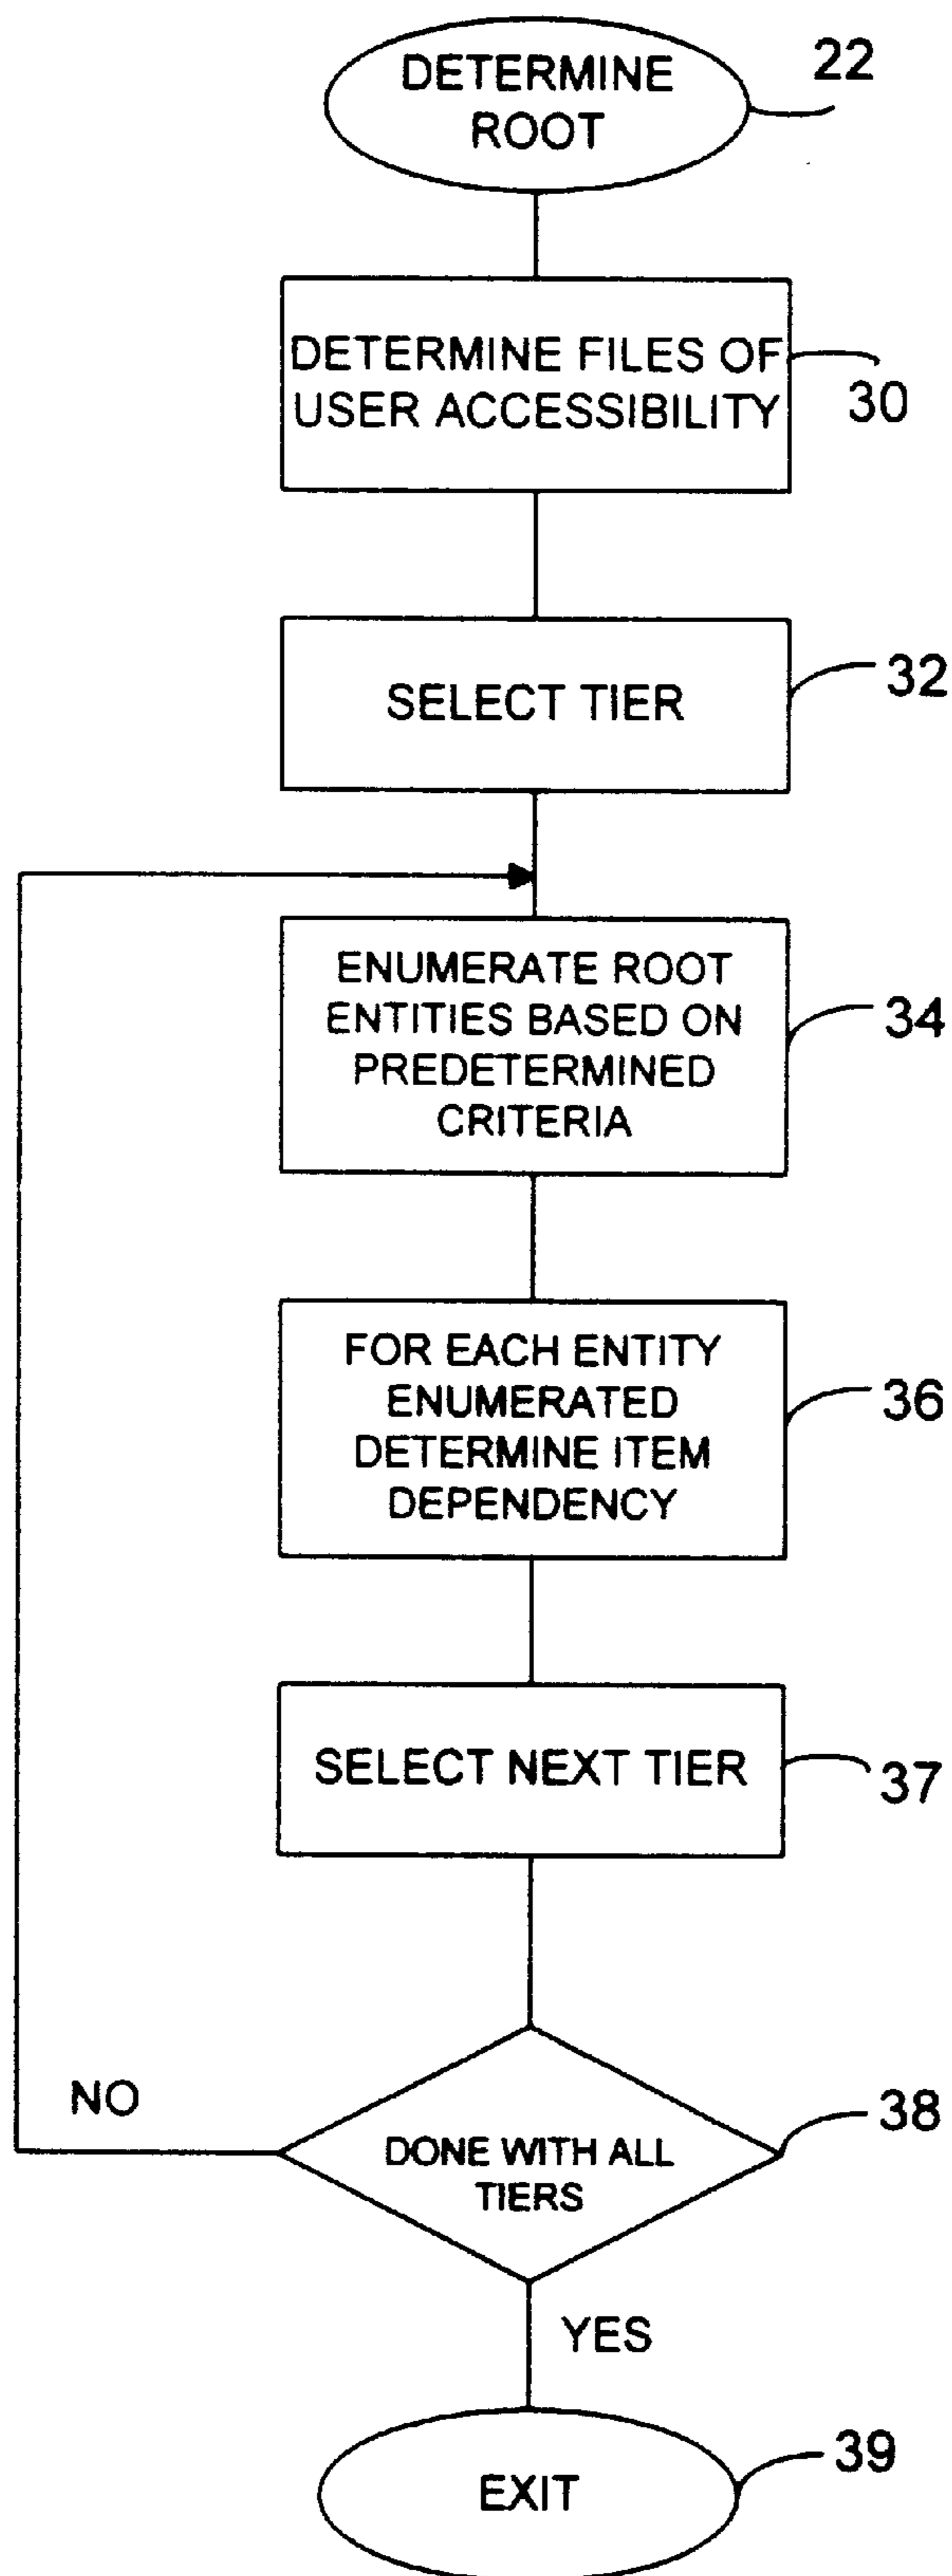 DETERMINE
ROOT
22
DETERMINE FILES OF
USER ACCESSIBILITY
30
SELECT TIER
32
ENUMERATE ROOT
ENTITIES BASED ON
PREDETERMINED
CRITERIA
34
FOR EACH ENTITY
ENUMERATED
DETERMINE ITEM
DEPENDENCY
36
SELECT NEXT TIER
37
NO
DONE WITH ALL
TIERS
38
YES
EXIT
39